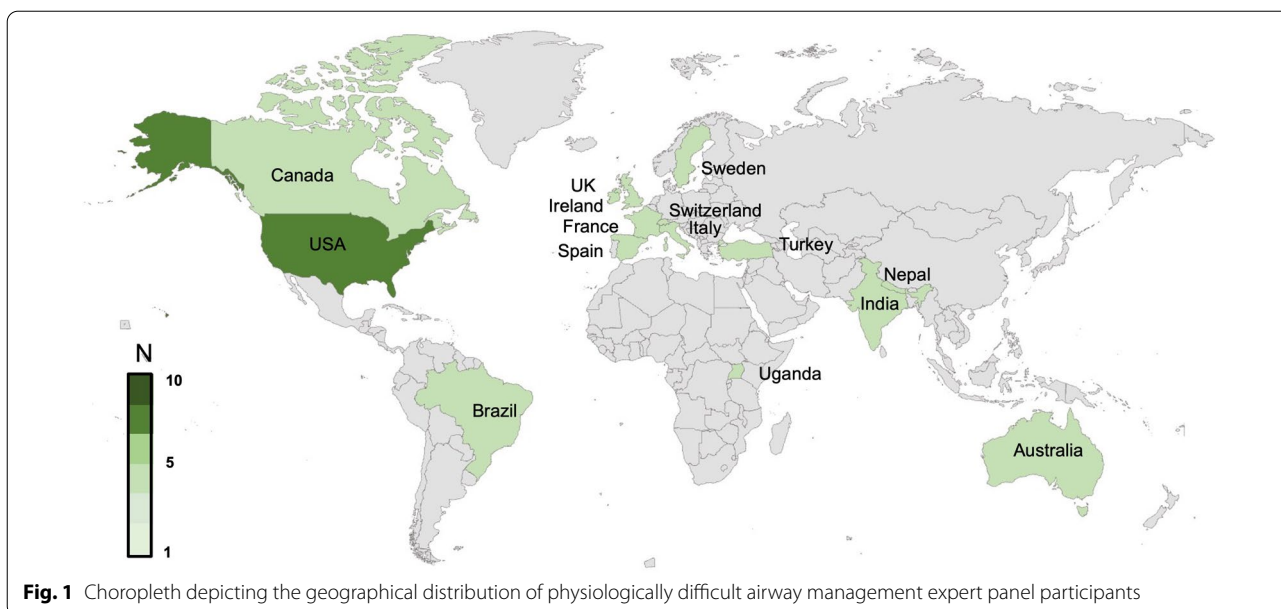 Sweden
UK
Canada
Ireland
Switzerland
France
Italy
USA
Spain
Turkey
Nepal
India
N
10
Uganda
Brazil
5
Australia
1
Fig. 1 Choropleth depicting the geographical distribution of physiologically difficult airway management expert panel participants